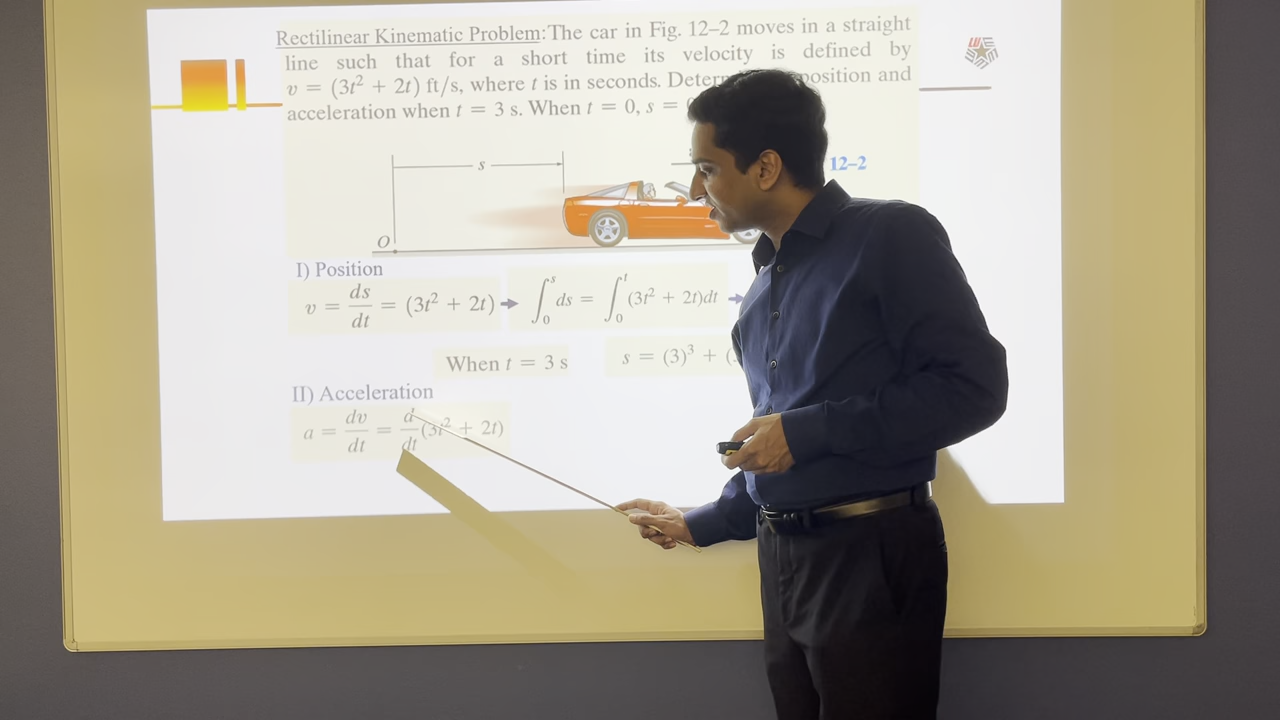 Rectilinear Kinematic Problem: The car in Fig. 12–2 moves in a straight
line such that for a short time its velocity is defined by
v = (3t² + 2t) ft/s, where t is in seconds. position and
acceleration when t = 3 s. When t = 0, s =
s
12–2
O
I) Position
v = ds/dt = (3t² + 2t) → ∫₀ˢ ds = ∫₀ᵗ (3t² + 2t)dt →
When t = 3 s s = (3)³ + (
II) Acceleration
a = dv/dt = d/dt (3t² + 2t)